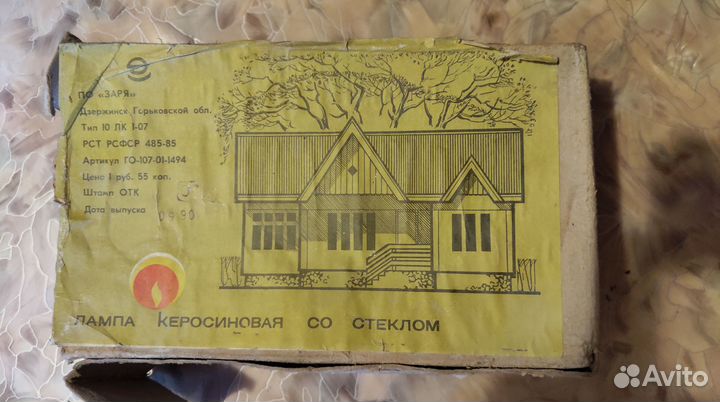 ПО «ЗАРЯ»
Дзержинск Горьковской обл.
Тип 10 ЛК 1-07
РСТ РСФСР 485-85
Артикул ГО-107-01-1494
Цена 1 руб. 55 коп.
Штамп ОТК
Дата выпуска 09 90
ЛАМПА КЕРОСИНОВАЯ СО СТЕКЛОМ
Avito